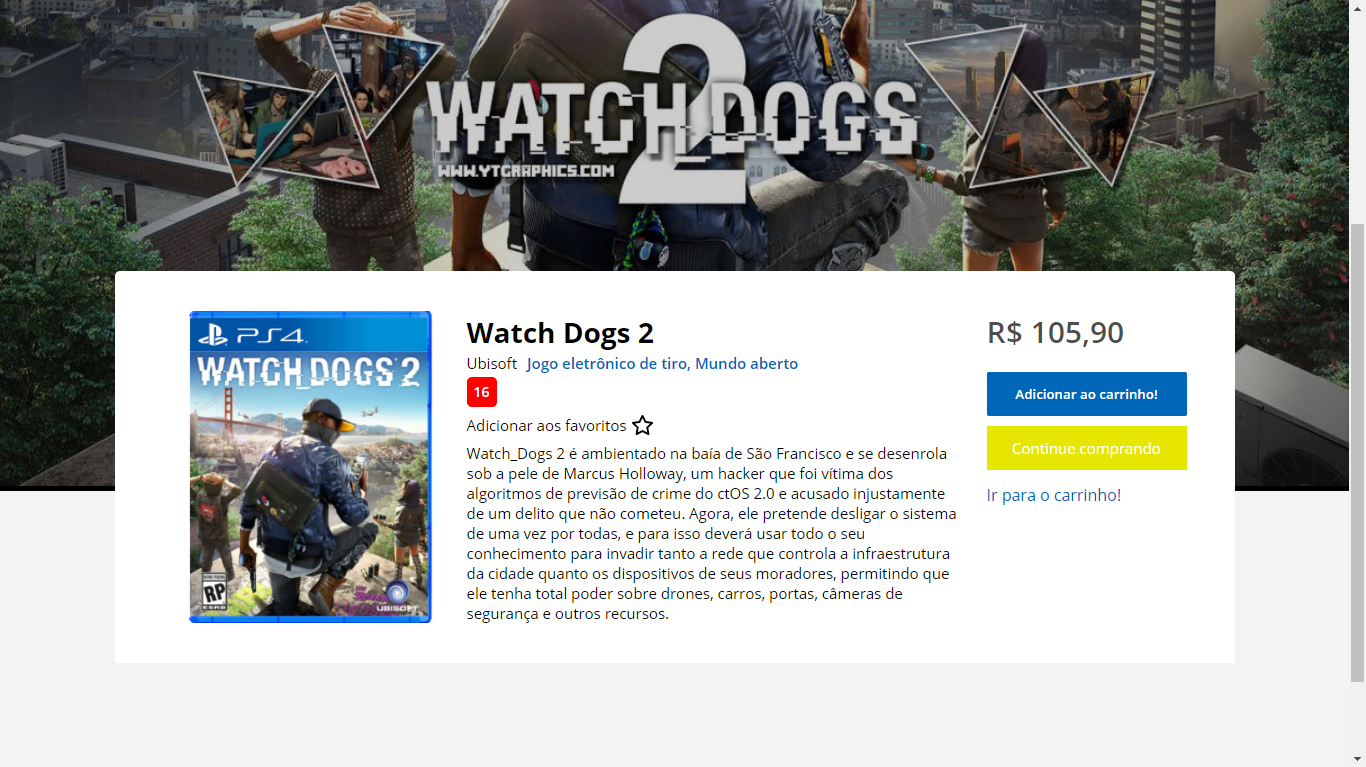 WATCH_DOGS™
2
WWW.YTGRAPHICS.COM
PS4
WATCH_DOGS® 2
RP
ESRB
UBISOFT
Watch Dogs 2
Ubisoft Jogo eletrônico de tiro, Mundo aberto
16
Adicionar aos favoritos
Watch_Dogs 2 é ambientado na baía de São Francisco e se desenrola
sob a pele de Marcus Holloway, um hacker que foi vítima dos
algoritmos de previsão de crime do ctOS 2.0 e acusado injustamente
de um delito que não cometeu. Agora, ele pretende desligar o sistema
de uma vez por todas, e para isso deverá usar todo o seu
conhecimento para invadir tanto a rede que controla a infraestrutura
da cidade quanto os dispositivos de seus moradores, permitindo que
ele tenha total poder sobre drones, carros, portas, câmeras de
segurança e outros recursos.
R$ 105,90
Adicionar ao carrinho!
Continue comprando
Ir para o carrinho!